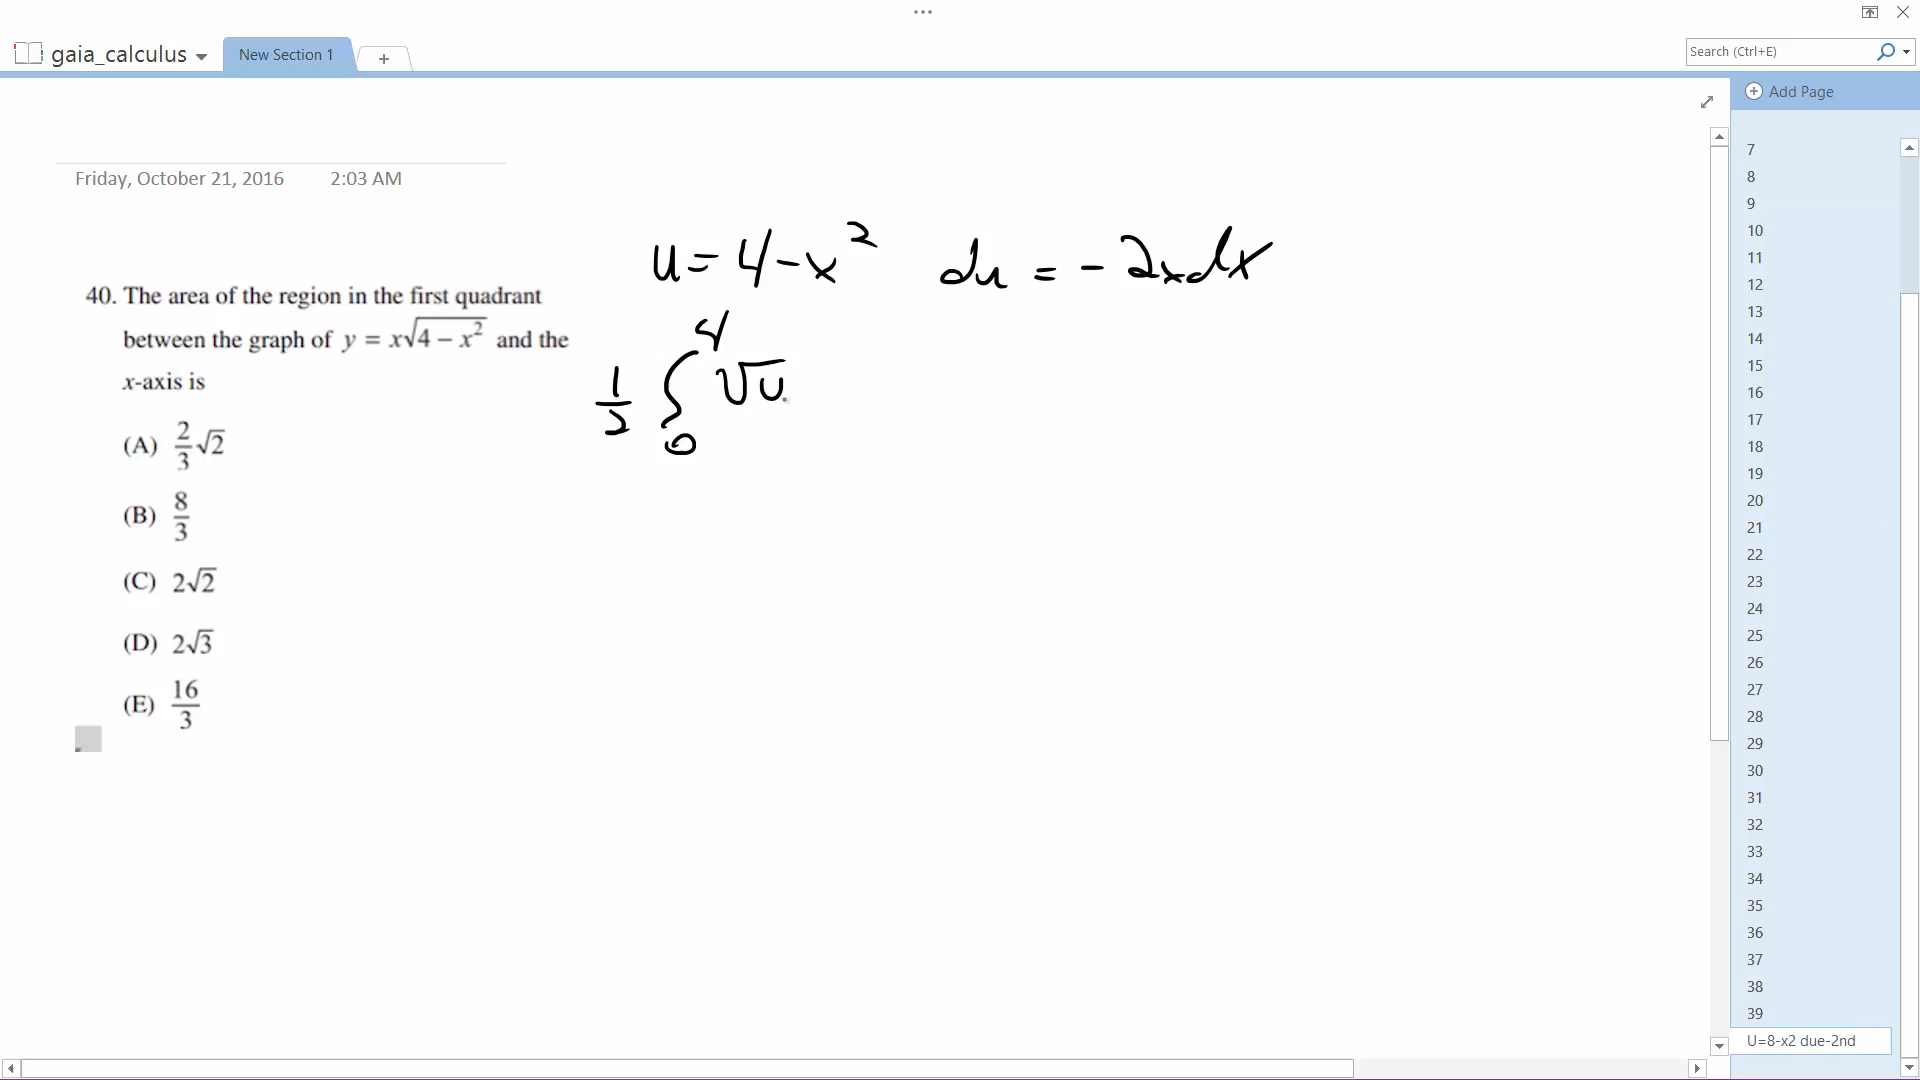 ...
gaia_calculus
New Section 1
+
Search (Ctrl+E)
Add Page
Friday, October 21, 2016 2:03 AM
u = 4 - x² du = - 2xdx
40. The area of the region in the first quadrant
between the graph of y = x√(4 − x²) and the
x-axis is
(A) 2/3 √2
(B) 8/3
(C) 2√2
(D) 2√3
(E) 16/3
1/2 ∫₀⁴ √u
7
8
9
10
11
12
13
14
15
16
17
18
19
20
21
22
23
24
25
26
27
28
29
30
31
32
33
34
35
36
37
38
39
U=8-x2 due-2nd